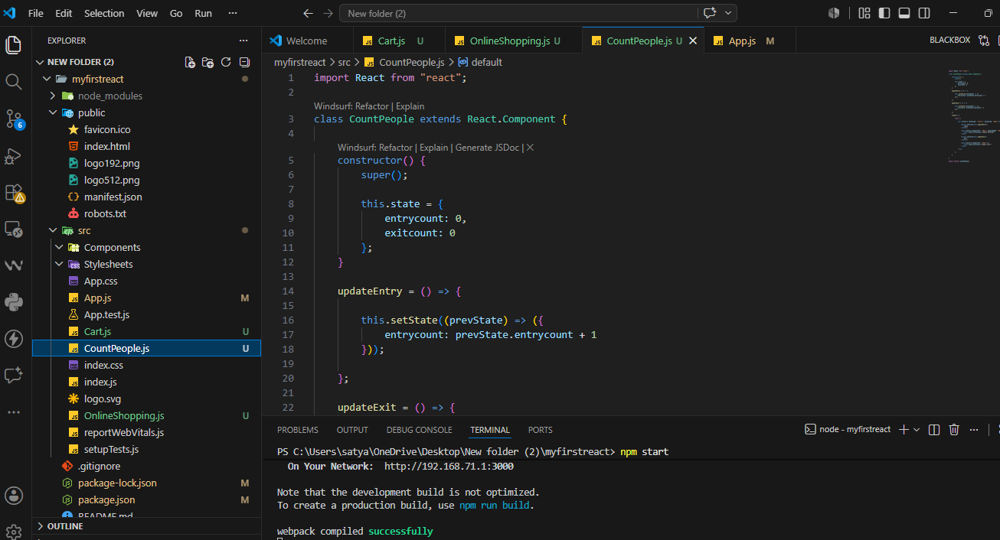 File Edit Selection View Go Run ··· New folder (2)
EXPLORER ···
NEW FOLDER (2)
myfirstreact
node_modules
public
favicon.ico
index.html
logo192.png
logo512.png
manifest.json
robots.txt
src
Components
Stylesheets
App.css
App.js M
App.test.js
Cart.js U
CountPeople.js U
index.css
index.js
logo.svg
OnlineShopping.js U
reportWebVitals.js
setupTests.js
.gitignore
package-lock.json M
package.json M
README.md
OUTLINE
6
Welcome Cart.js U OnlineShopping.js U CountPeople.js U App.js M BLACKBOX
myfirstreact > src > CountPeople.js > default
1 import React from "react";
2
Windsurf: Refactor | Explain
3 class CountPeople extends React.Component {
4
Windsurf: Refactor | Explain | Generate JSDoc | ✕
5 constructor() {
6 super();
7
8 this.state = {
9 entrycount: 0,
10 exitcount: 0
11 };
12 }
13
14 updateEntry = () => {
15
16 this.setState((prevState) => ({
17 entrycount: prevState.entrycount + 1
18 }));
19
20 };
21
22 updateExit = () => {
PROBLEMS OUTPUT DEBUG CONSOLE TERMINAL PORTS node - myfirstreact
PS C:\Users\satya\OneDrive\Desktop\New folder (2)\myfirstreact> npm start
On Your Network: http://192.168.71.1:3000
Note that the development build is not optimized.
To create a production build, use npm run build.
webpack compiled successfully